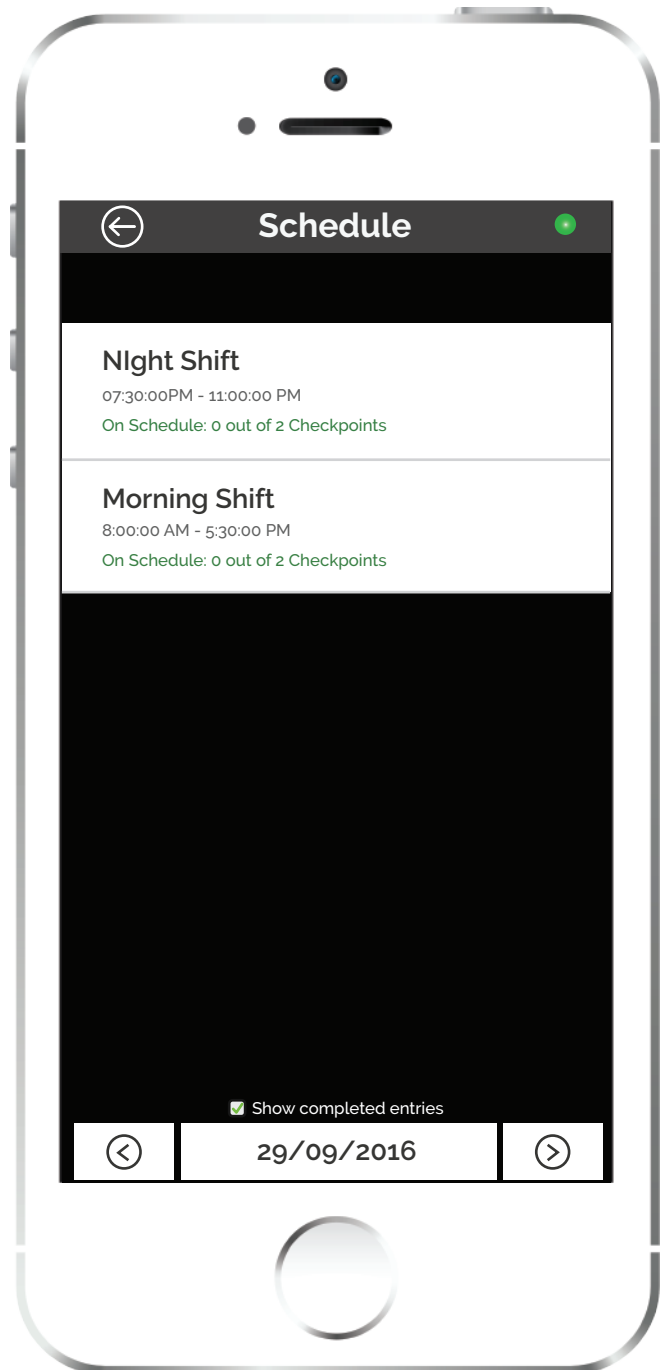 Schedule
NIght Shift
07:30:00PM - 11:00:00 PM
On Schedule: 0 out of 2 Checkpoints
Morning Shift
8:00:00 AM - 5:30:00 PM
On Schedule: 0 out of 2 Checkpoints
Show completed entries
29/09/2016